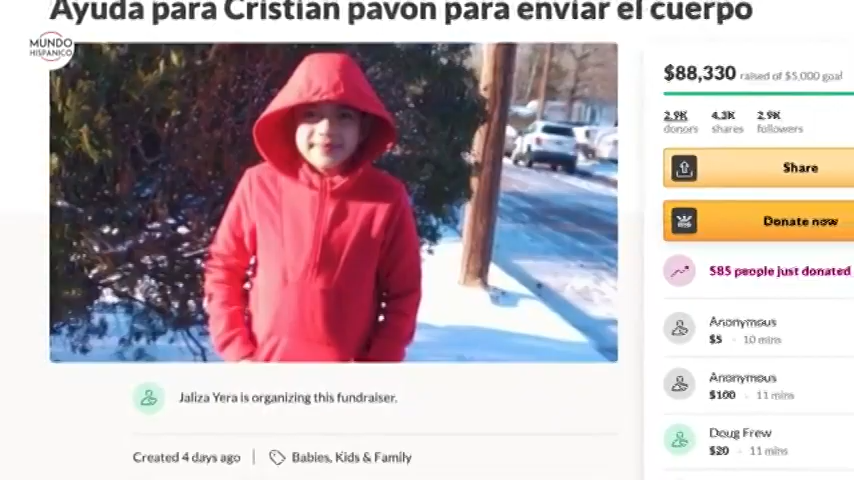 Ayuda para Cristian pavon para enviar el cuerpo
MUNDO
HISPANICO
$88,330 raised of $5,000 goal
2.9K 4.3K 2.9K
donors shares followers
Share
Donate now
585 people just donated
Anonymous
$5 · 10 mins
Anonymous
$100 · 11 mins
Doug Frew
$20 · 11 mins
Jaliza Yera is organizing this fundraiser.
Created 4 days ago | Babies, Kids & Family